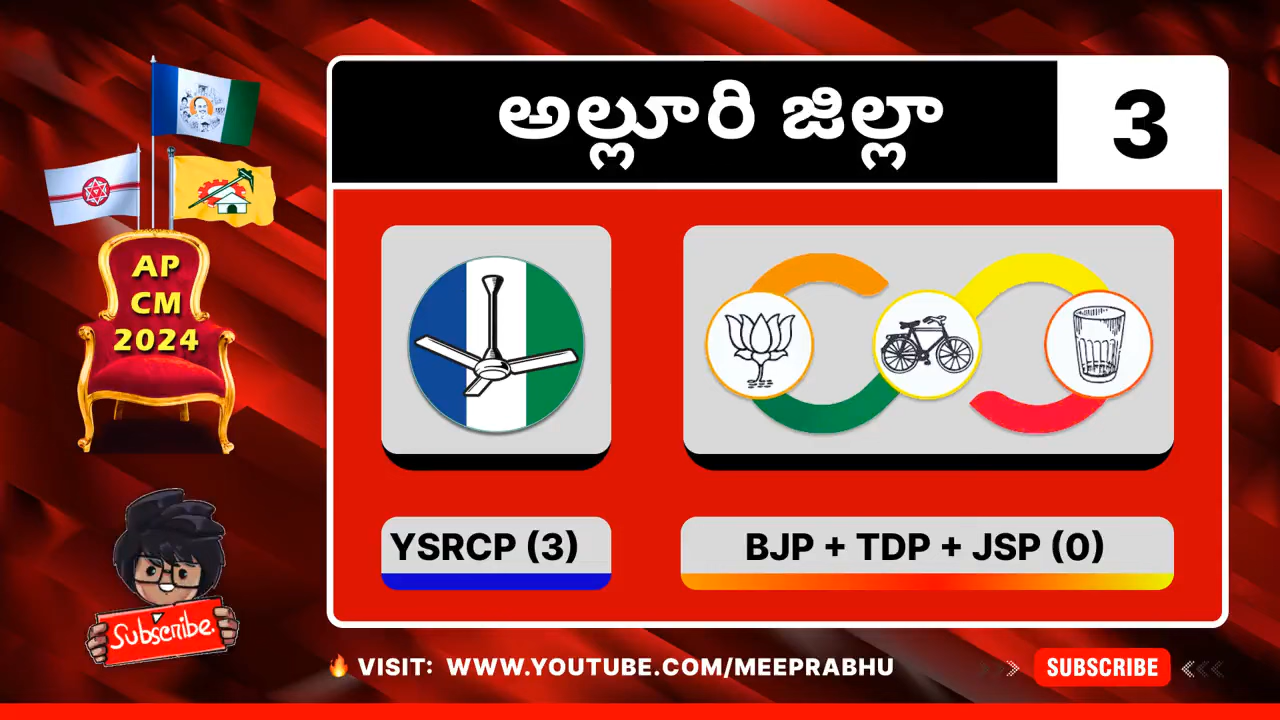 అల్లూరి జిల్లా
3
AP
CM
2024
YSRCP (3)
BJP + TDP + JSP (0)
Subscribe.
VISIT: WWW.YOUTUBE.COM/MEEPRABHU
SUBSCRIBE